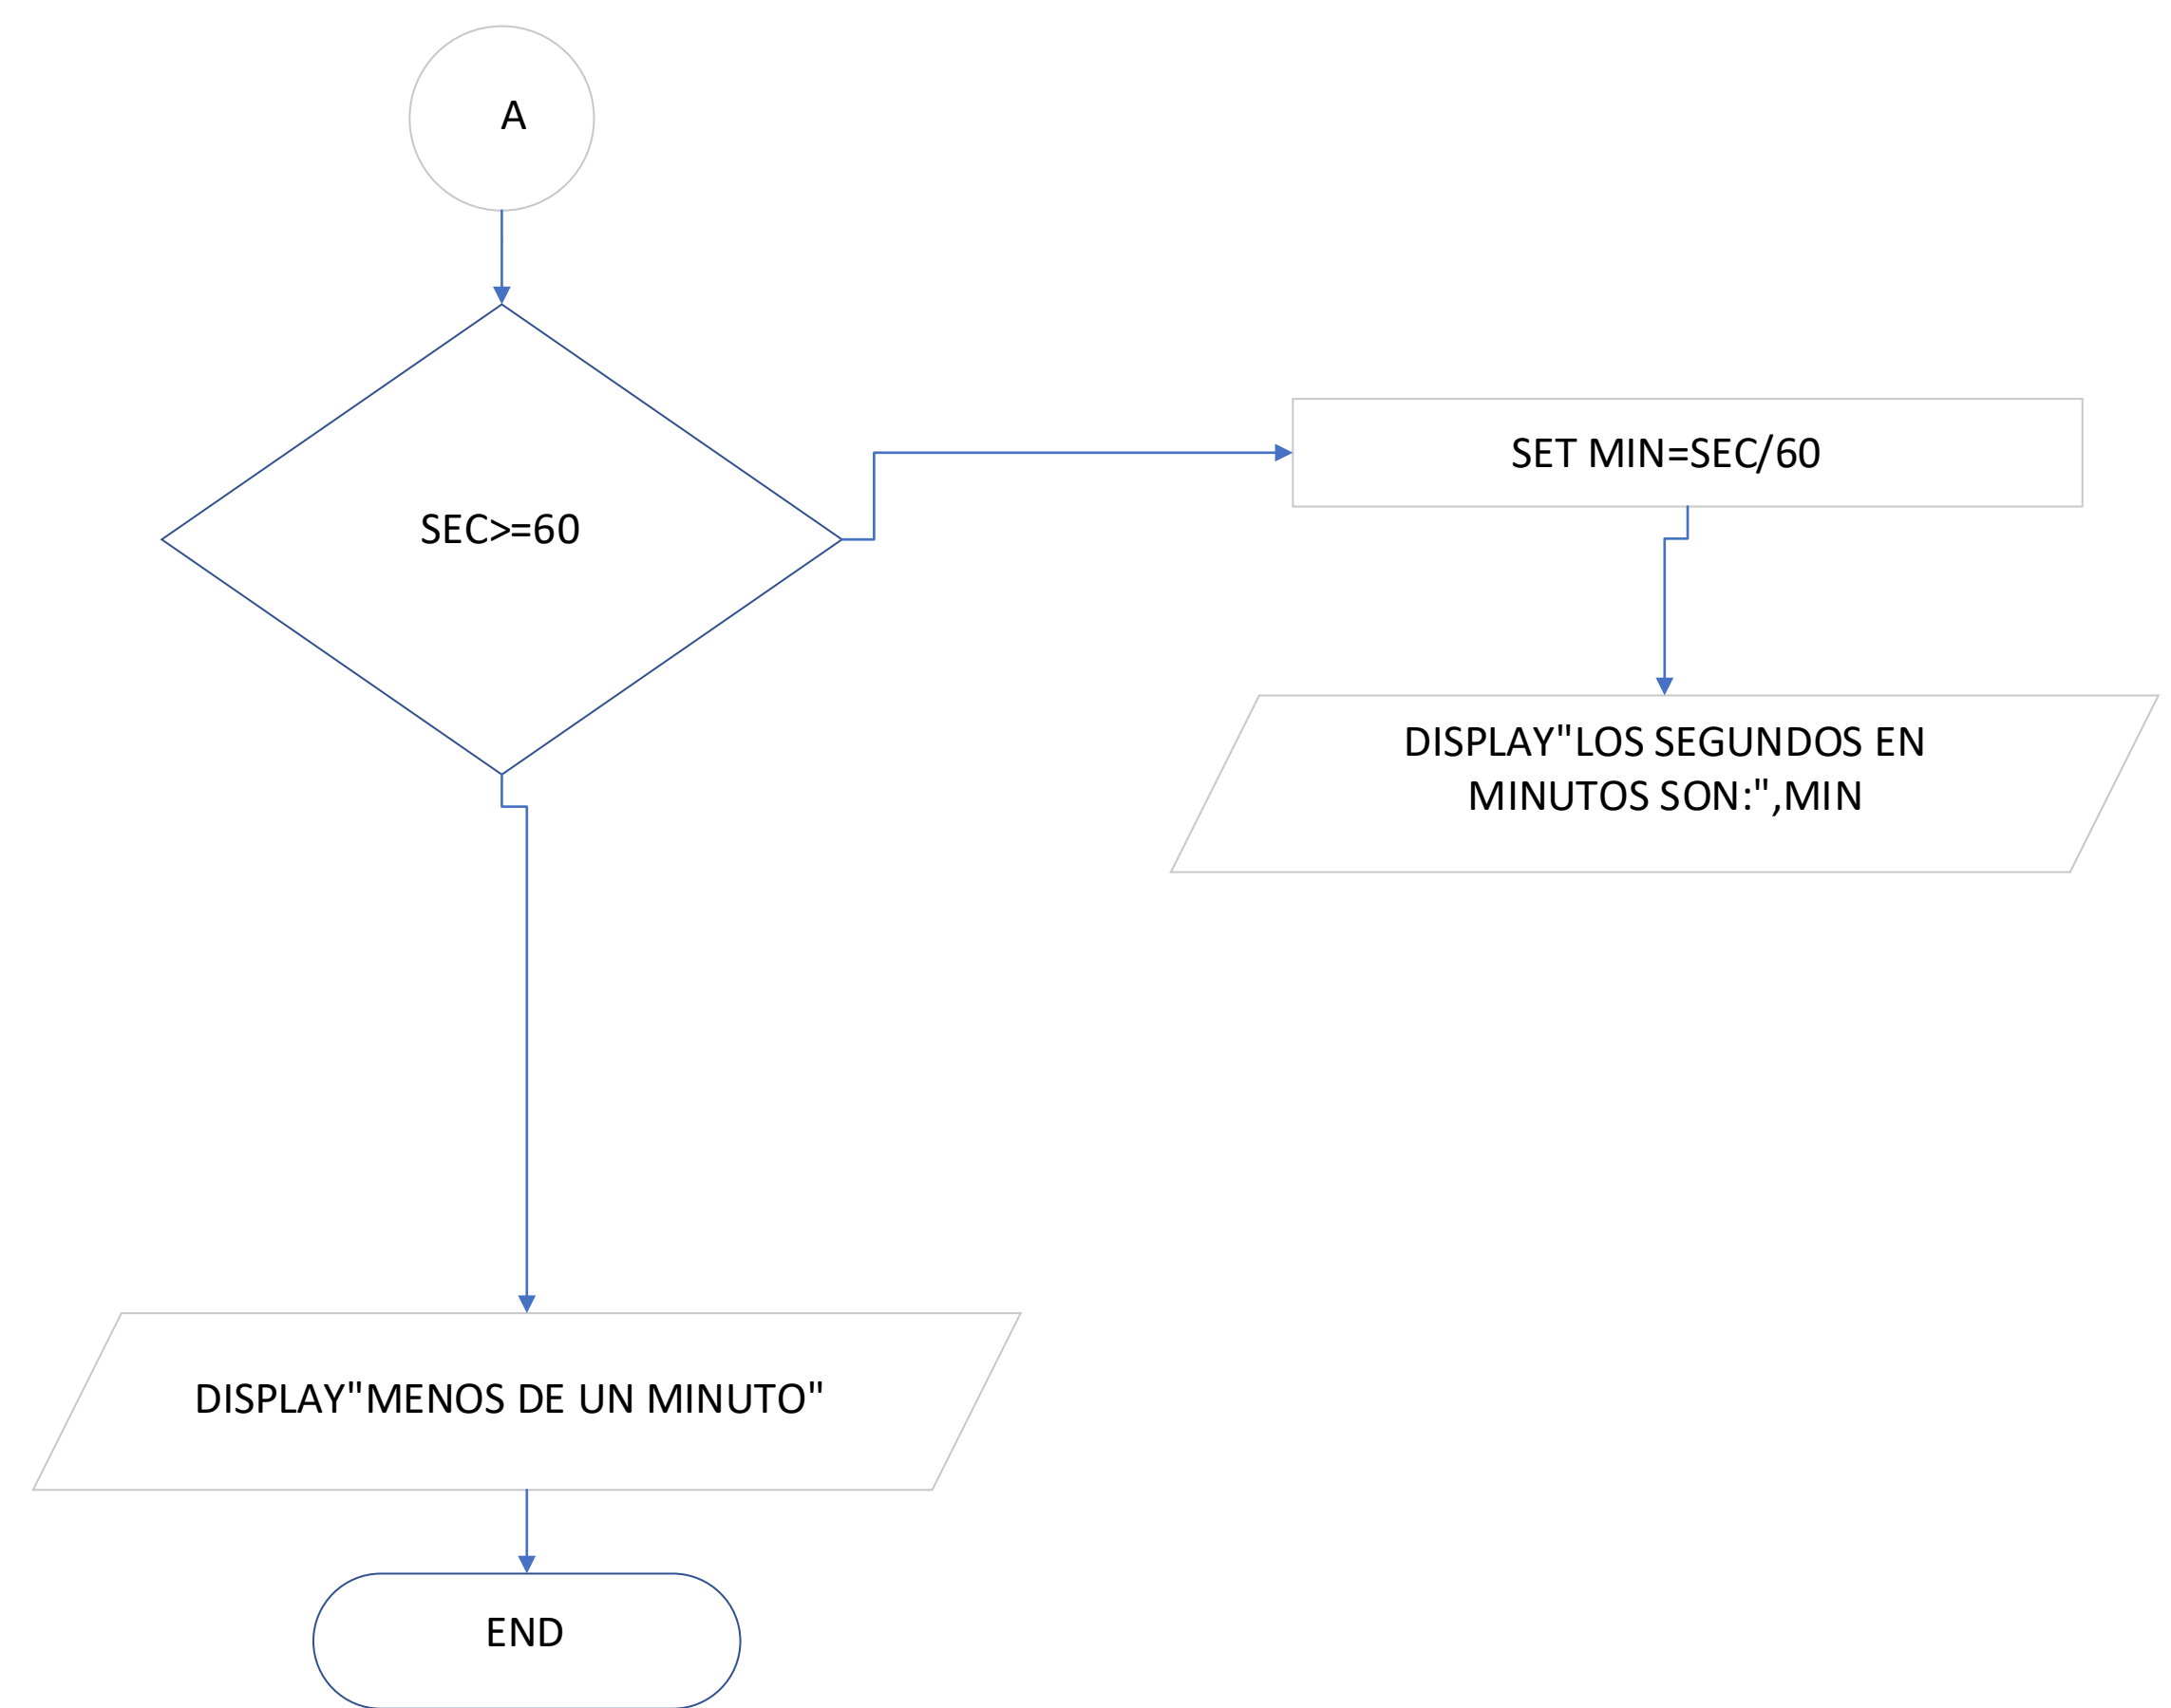 A
SEC>=60
SET MIN=SEC/60
DISPLAY"LOS SEGUNDOS EN
MINUTOS SON:",MIN
DISPLAY"MENOS DE UN MINUTO"
END